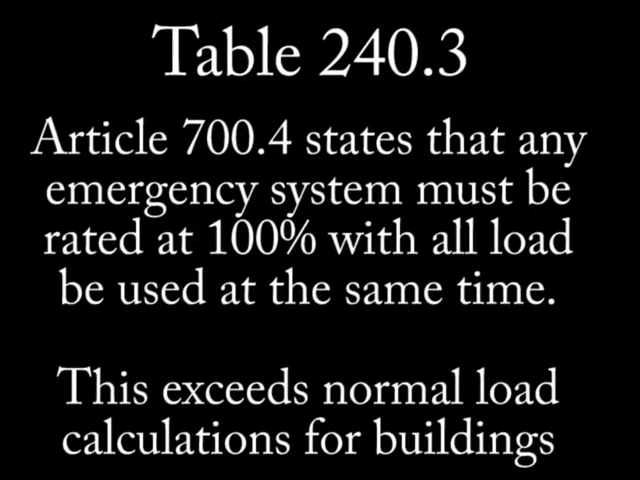 Table 240.3
Article 700.4 states that any
emergency system must be
rated at 100% with all load
be used at the same time.
This exceeds normal load
calculations for buildings